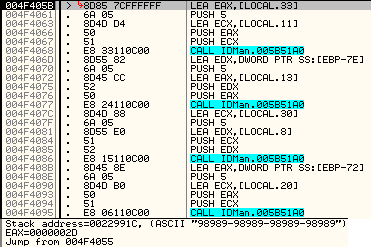 004F405B > 8D85 7CFFFFFF LEA EAX,[LOCAL.33]
004F4061 . 6A 05 PUSH 5
004F4063 . 8D4D D4 LEA ECX,[LOCAL.11]
004F4066 . 50 PUSH EAX
004F4067 . 51 PUSH ECX
004F4068 . E8 33110C00 CALL IDMan.005B51A0
004F406D . 8D55 82 LEA EDX,DWORD PTR SS:[EBP-7E]
004F4070 . 6A 05 PUSH 5
004F4072 . 8D45 CC LEA EAX,[LOCAL.13]
004F4075 . 52 PUSH EDX
004F4076 . 50 PUSH EAX
004F4077 . E8 24110C00 CALL IDMan.005B51A0
004F407C . 8D4D 88 LEA ECX,[LOCAL.30]
004F407F . 6A 05 PUSH 5
004F4081 . 8D55 E0 LEA EDX,[LOCAL.8]
004F4084 . 51 PUSH ECX
004F4085 . 52 PUSH EDX
004F4086 . E8 15110C00 CALL IDMan.005B51A0
004F408B . 8D45 8E LEA EAX,DWORD PTR SS:[EBP-72]
004F408E . 6A 05 PUSH 5
004F4090 . 8D4D B0 LEA ECX,[LOCAL.20]
004F4093 . 50 PUSH EAX
004F4094 . 51 PUSH ECX
004F4095 . E8 06110C00 CALL IDMan.005B51A0
Stack address=0022991C, (ASCII "98989-98989-98989-98989")
EAX=0000002D
Jump from 004F4055